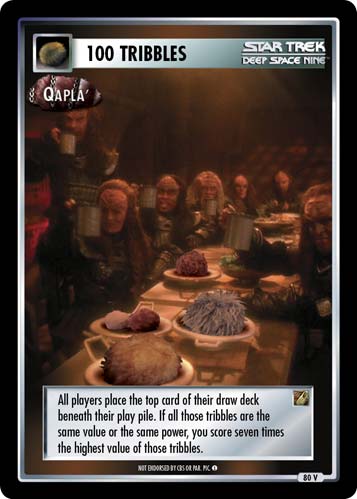 100 TRIBBLES
STAR TREK
DEEP SPACE NINE™
QAPLA'
All players place the top card of their draw deck
beneath their play pile. If all those tribbles are the
same value or the same power, you score seven times
the highest value of those tribbles.
NOT ENDORSED BY CBS OR PAR. PIC.
80 V